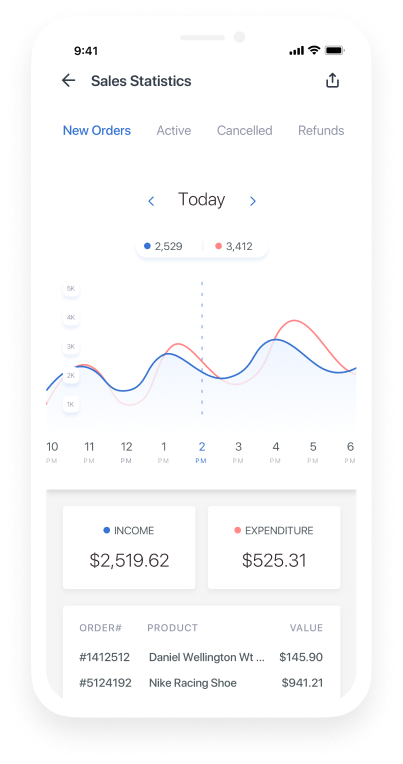 9:41
Sales Statistics
New Orders Active Cancelled Refunds
Today
2,529 3,412
5K
4K
3K
2K
1K
10 11 12 1 2 3 4 5 6
PM PM PM PM PM PM PM PM PM
INCOME EXPENDITURE
$2,519.62 $525.31
ORDER# PRODUCT VALUE
#1412512 Daniel Wellington Wt ... $145.90
#5124192 Nike Racing Shoe $941.21